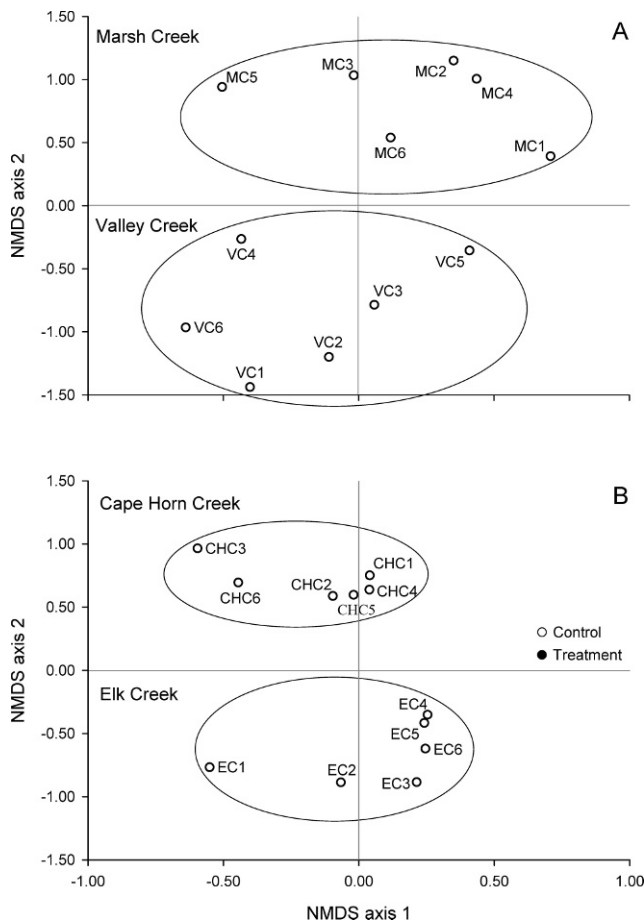 Marsh Creek
A
1.50
1.00
0.50
0.00
-0.50
-1.00
-1.50
NMDS axis 2
MC5
MC3
MC2
MC4
MC6
MC1
Valley Creek
VC4
VC5
VC3
VC6
VC2
VC1
B
1.50
1.00
0.50
0.00
-0.50
-1.00
-1.50
NMDS axis 2
Cape Horn Creek
CHC3
CHC1
CHC6
CHC2
CHC4
CHC5
Control
Treatment
Elk Creek
EC4
EC5
EC6
EC1
EC2
EC3
-1.00
-0.50
0.00
0.50
1.00
NMDS axis 1